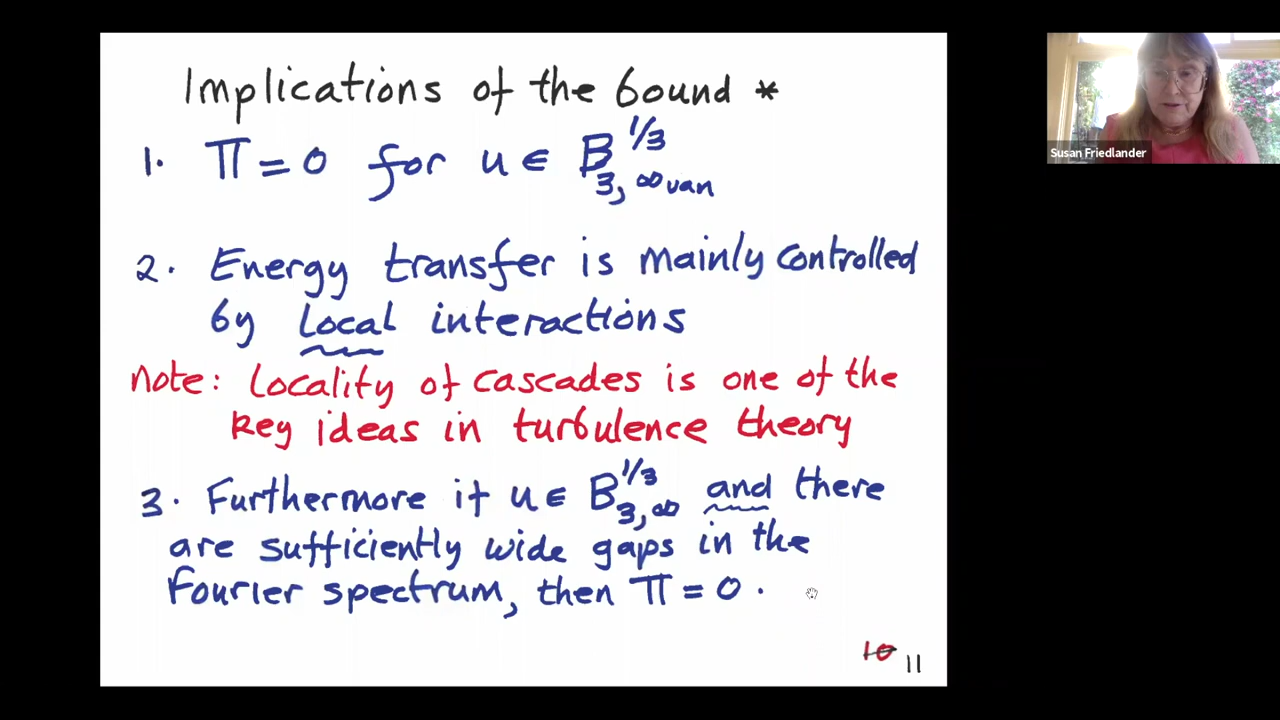 Implications of the bound *
1. Π = 0 for u ∈ B^{1/3}_{3,∞ van}
2. Energy transfer is mainly controlled
by local interactions
Note: Locality of cascades is one of the
key ideas in turbulence theory
3. Furthermore if u ∈ B^{1/3}_{3,∞} and there
are sufficiently wide gaps in the
Fourier spectrum, then Π = 0.
10 11
Susan Friedlander